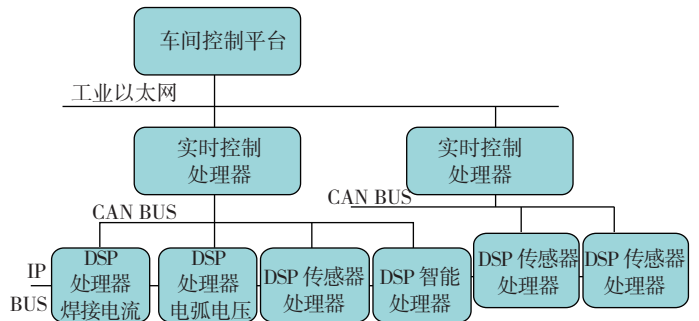 车间控制平台
工业以太网
实时控制
处理器
实时控制
处理器
CAN BUS
CAN BUS
IP
BUS
DSP
处理器
焊接电流
DSP
处理器
电弧电压
DSP 传感器
处理器
DSP 智能
处理器
DSP 传感器
处理器
DSP 传感器
处理器